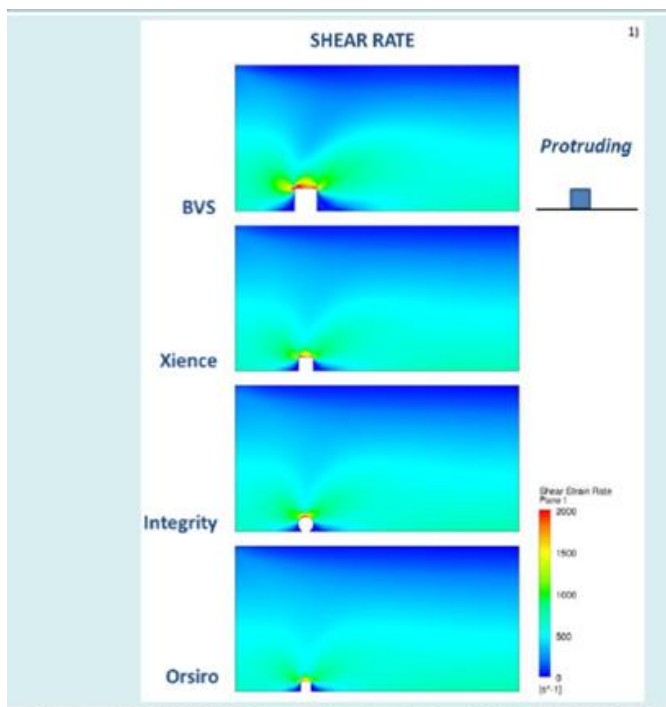 1)
SHEAR RATE
Protruding
BVS
Xience
Integrity
Shear Strain Rate
Plane 1
2000
1500
1000
500
0
[s^-1]
Orsiro